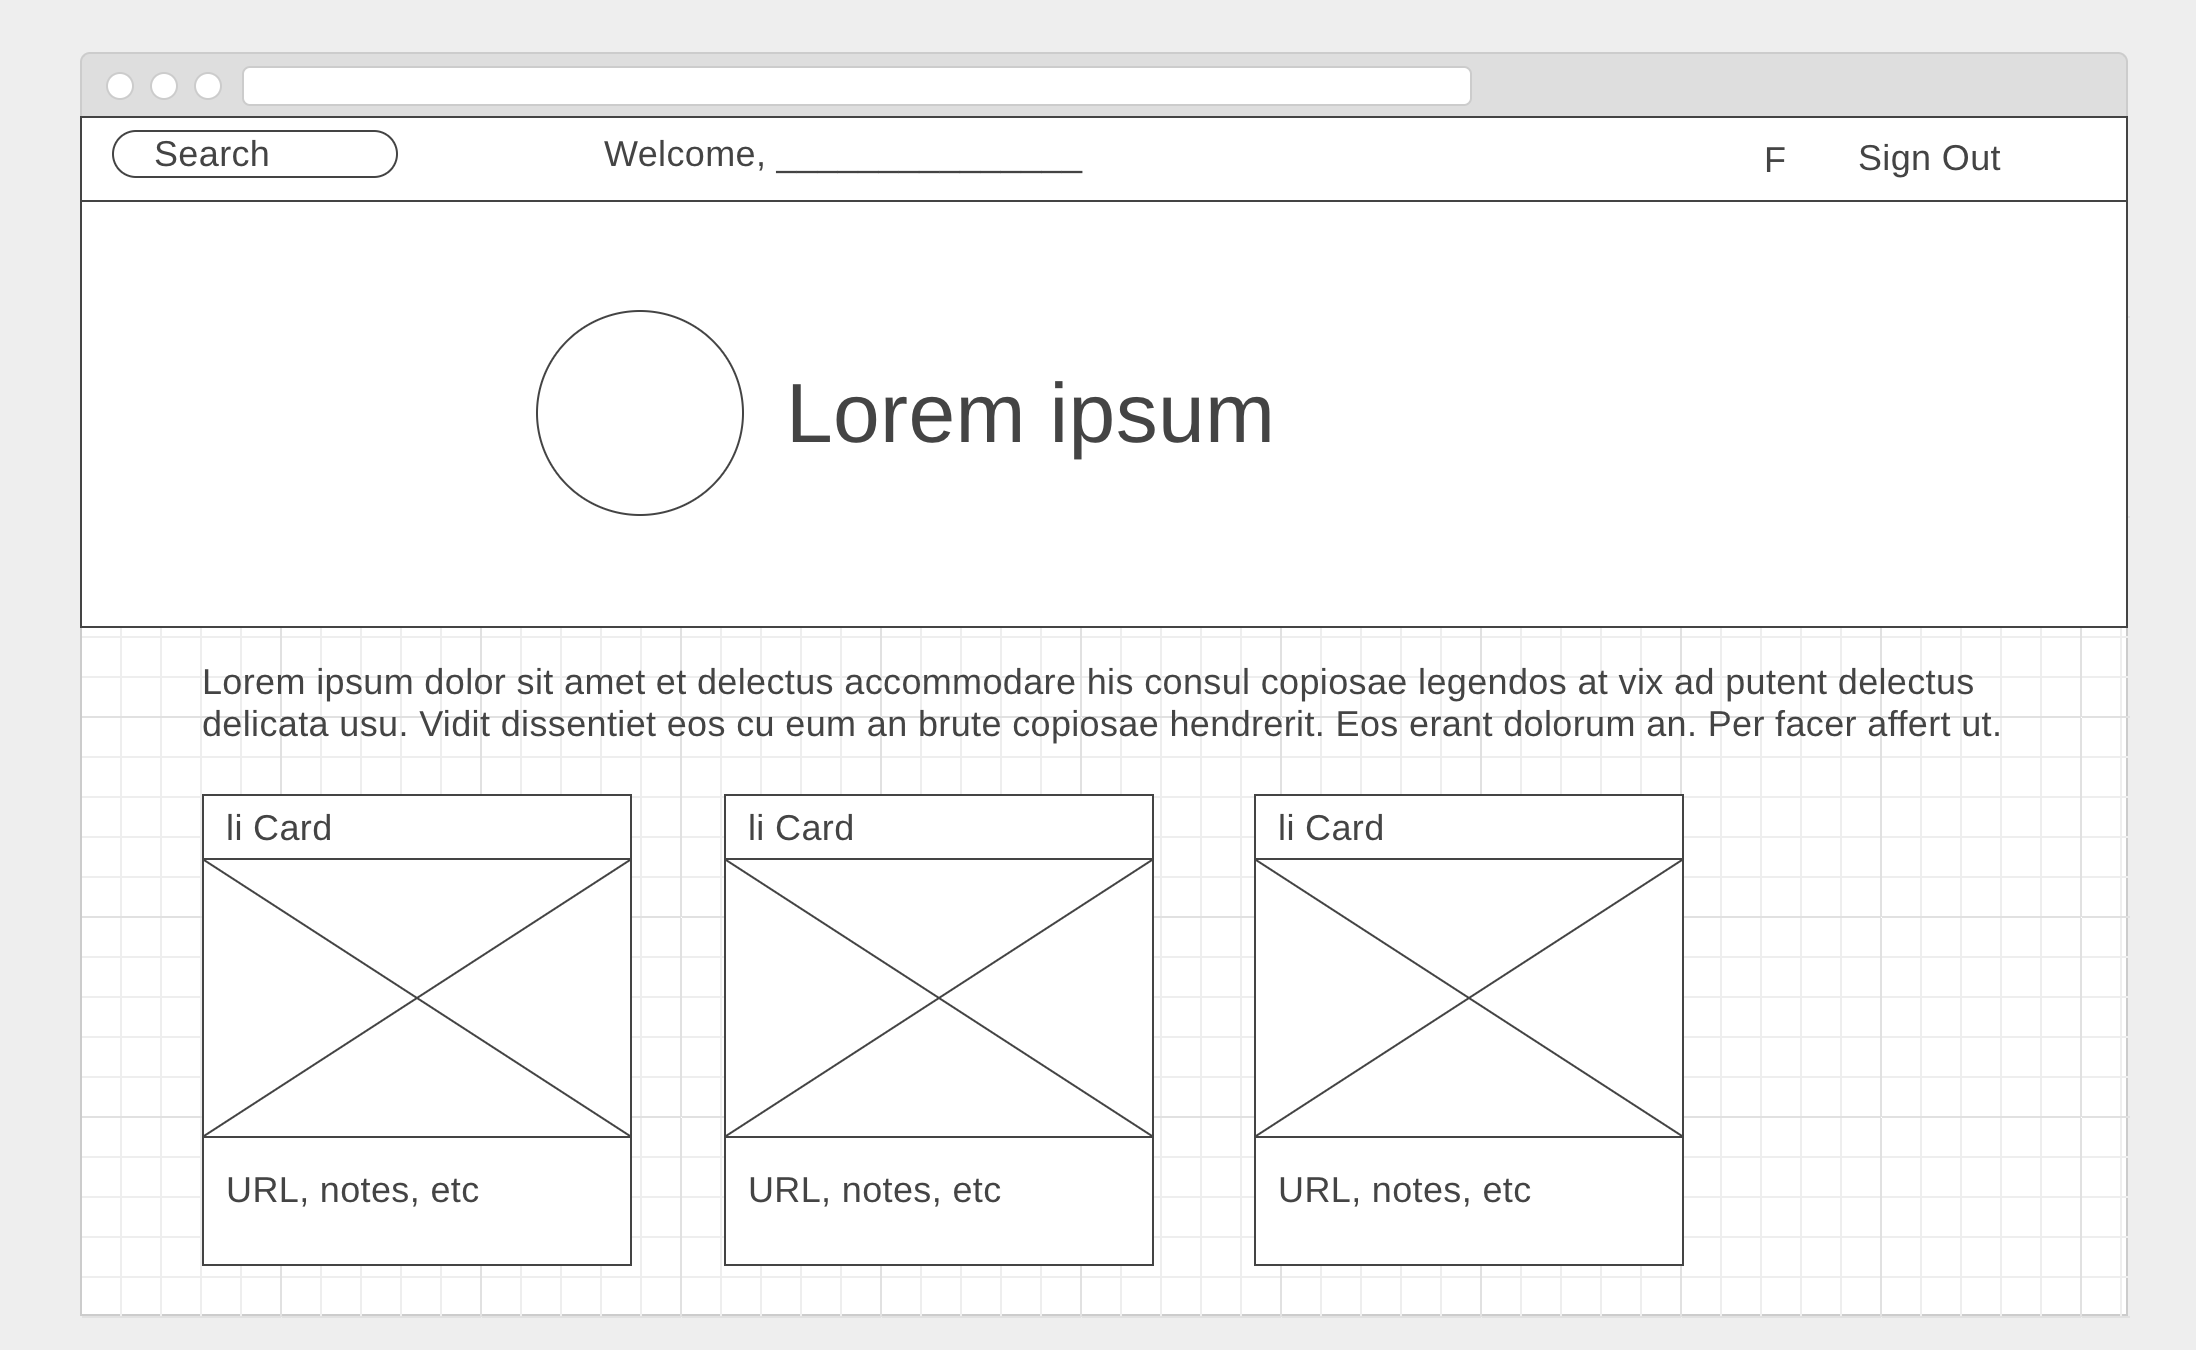 Search
Welcome, _______________
F
Sign Out
Lorem ipsum
Lorem ipsum dolor sit amet et delectus accommodare his consul copiosae legendos at vix ad putent delectus
delicata usu. Vidit dissentiet eos cu eum an brute copiosae hendrerit. Eos erant dolorum an. Per facer affert ut.
li Card
li Card
li Card
URL, notes, etc
URL, notes, etc
URL, notes, etc